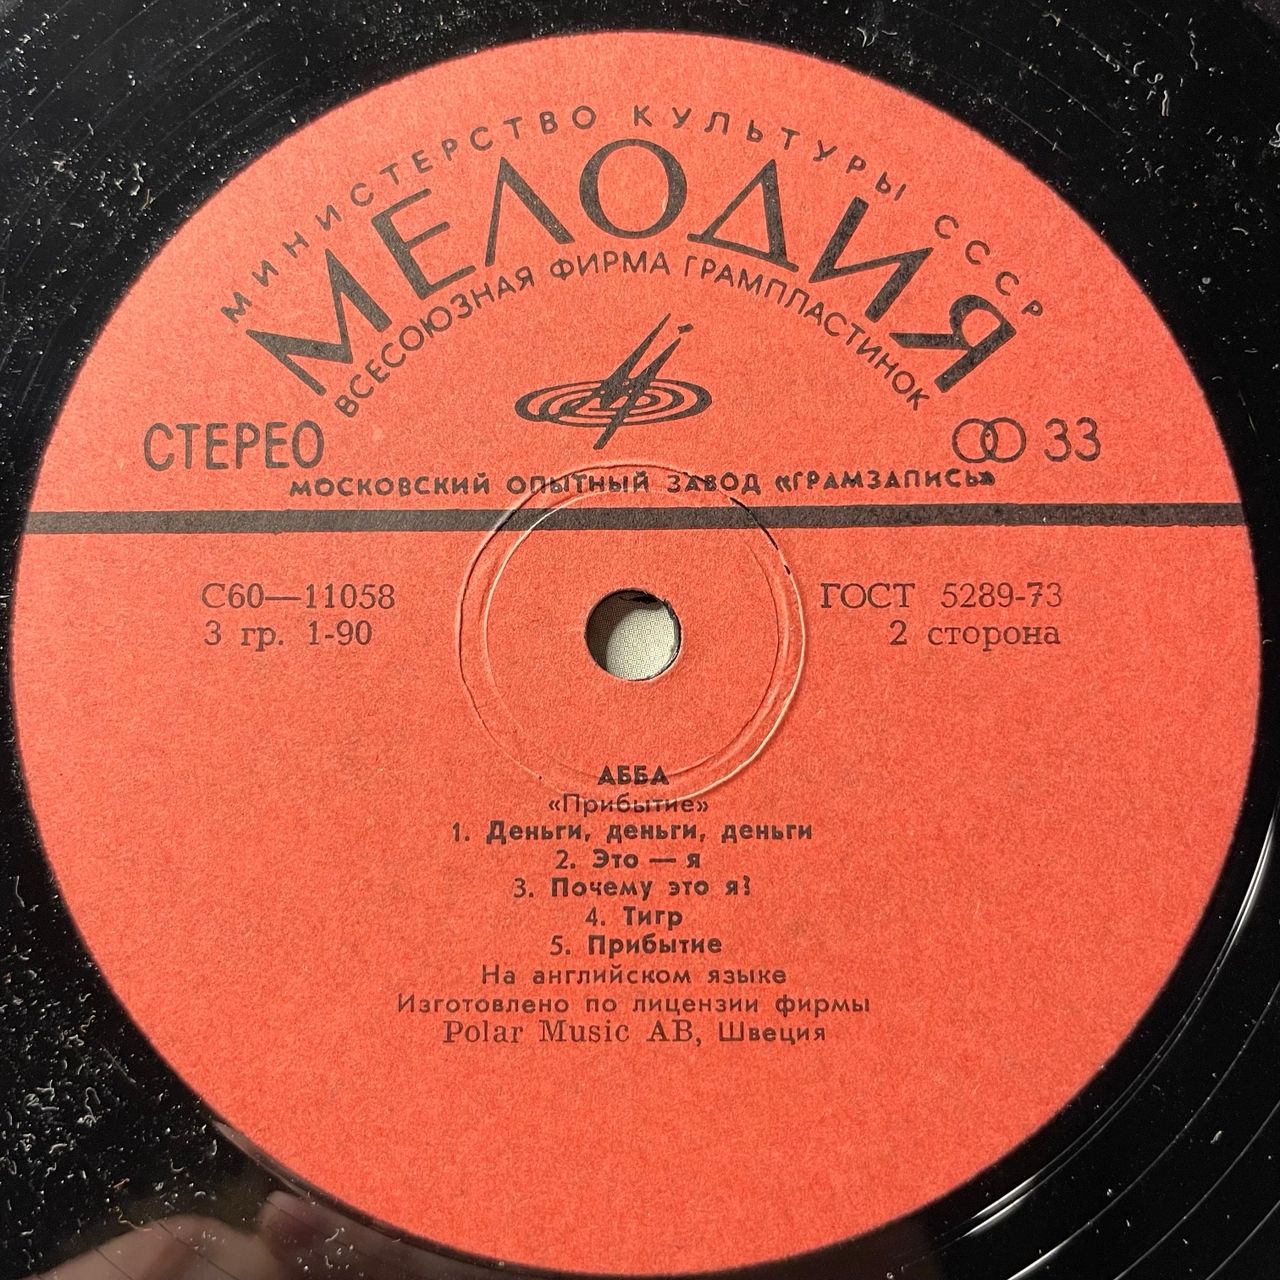 МИНИСТЕРСТВО КУЛЬТУРЫ СССР
МЕЛОДИЯ
ВСЕСОЮЗНАЯ ФИРМА ГРАМПЛАСТИНОК
СТЕРЕО
33
МОСКОВСКИЙ ОПЫТНЫЙ ЗАВОД «ГРАМЗАПИСЬ»
С60—11058
3 гр. 1-90
ГОСТ 5289-73
2 сторона
АББА
«Прибытие»
1. Деньги, деньги, деньги
2. Это — я
3. Почему это я?
4. Тигр
5. Прибытие
На английском языке
Изготовлено по лицензии фирмы
Polar Music AB, Швеция